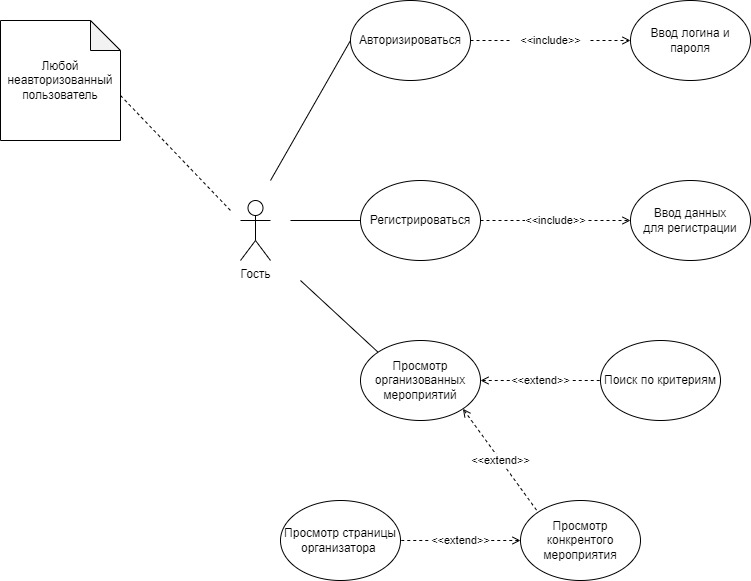 Авторизироваться
<<include>>
Ввод логина и
пароля
Любой
неавторизованный
пользователь
Регистрироваться
<<include>>
Ввод данных
для регистрации
Гость
Просмотр
организованных
мероприятий
<<extend>>
Поиск по критериям
<<extend>>
Просмотр страницы
организатора
<<extend>>
Просмотр
конкрентого
мероприятия